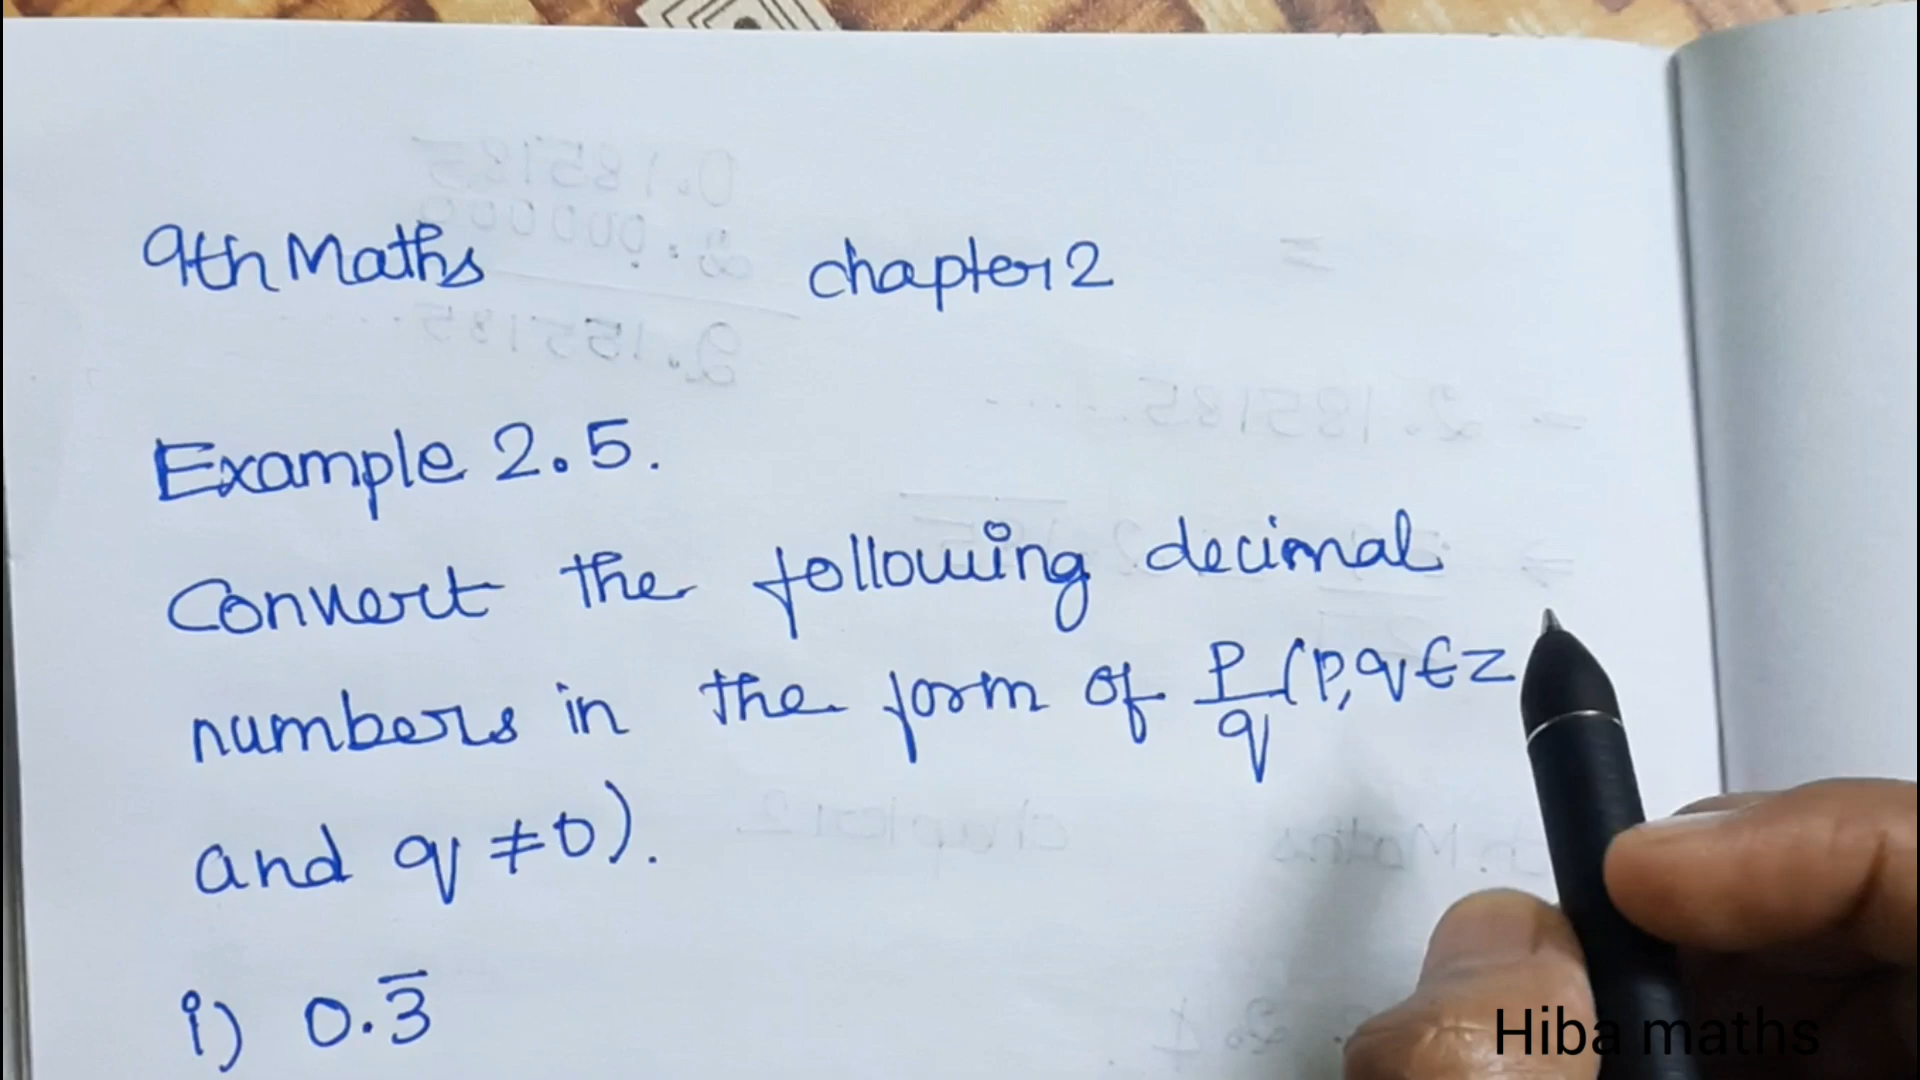 9th Maths chapter 2
Example 2.5.
Convert the following decimal
numbers in the form of p/q (p, q ∈ Z
and q ≠ 0).
i) 0.3̅
Hiba maths